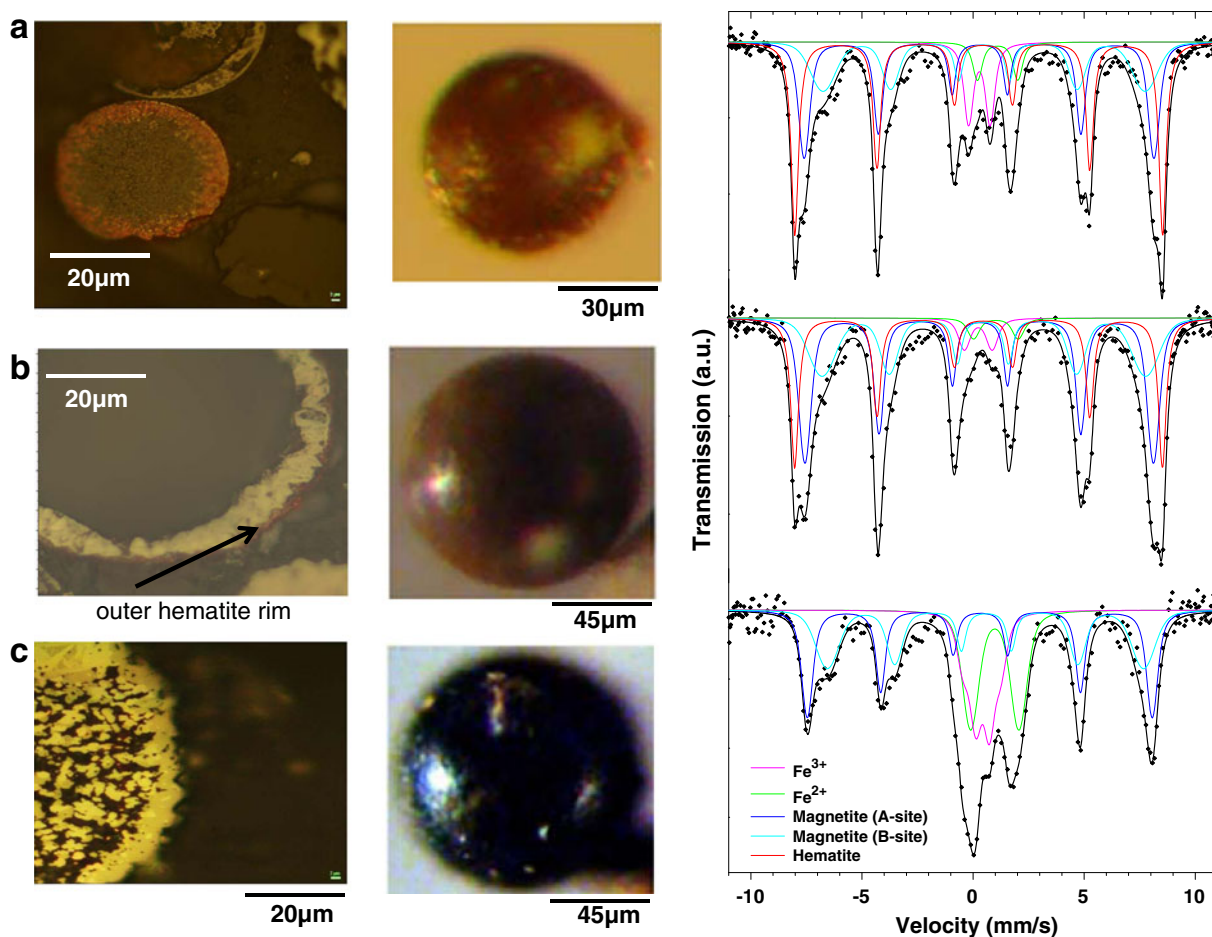 a
20µm
30µm
b
20µm
outer hematite rim
45µm
c
20µm
45µm
Transmission (a.u.)
Fe3+
Fe2+
Magnetite (A-site)
Magnetite (B-site)
Hematite
-10 -5 0 5 10
Velocity (mm/s)